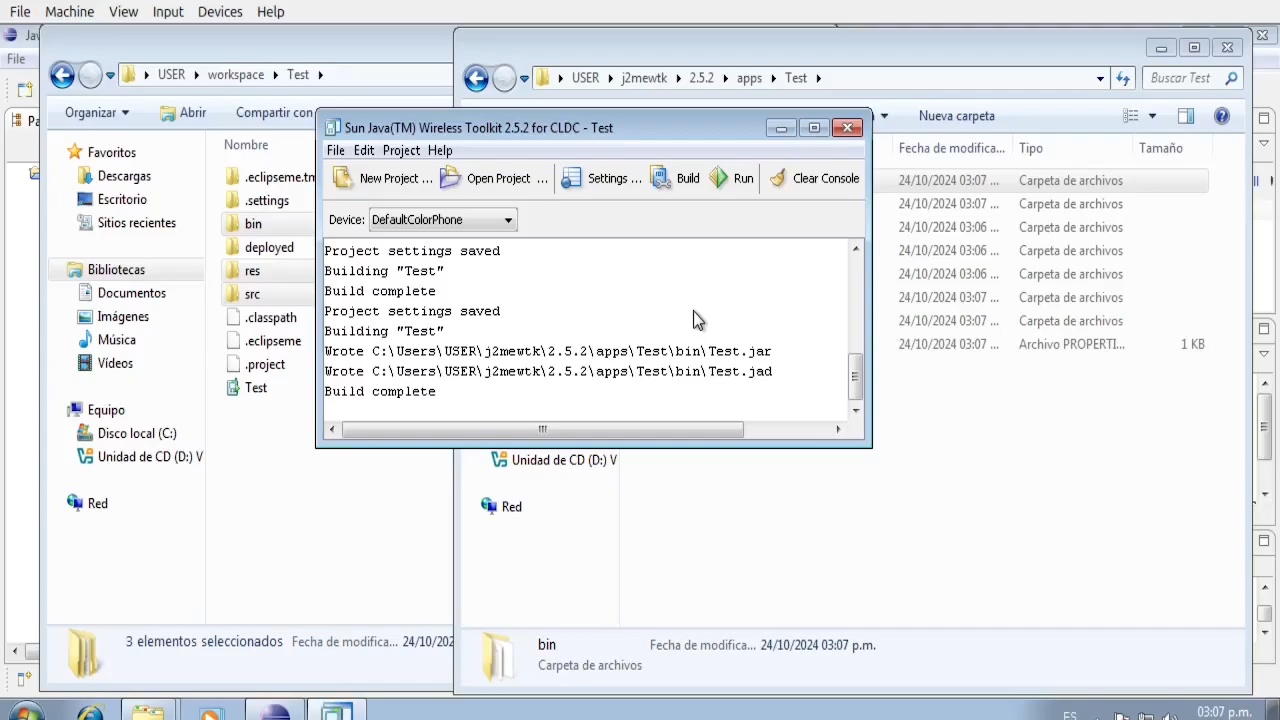 File Machine View Input Devices Help
Jav
File
Pa
USER workspace Test
Organizar Abrir Compartir con
Favoritos
Descargas
Escritorio
Sitios recientes
Bibliotecas
Documentos
Imágenes
Música
Vídeos
Equipo
Disco local (C:)
Unidad de CD (D:) V
Red
Nombre
.eclipseme.tm
.settings
bin
deployed
res
src
.classpath
.eclipseme
.project
Test
3 elementos seleccionados Fecha de modifica... 24/10/202
USER j2mewtk 2.5.2 apps Test
Buscar Test
Nueva carpeta
Fecha de modifica... Tipo Tamaño
24/10/2024 03:07 ... Carpeta de archivos
24/10/2024 03:07 ... Carpeta de archivos
24/10/2024 03:06 ... Carpeta de archivos
24/10/2024 03:06 ... Carpeta de archivos
24/10/2024 03:06 ... Carpeta de archivos
24/10/2024 03:07 ... Carpeta de archivos
24/10/2024 03:07 ... Carpeta de archivos
24/10/2024 03:07 ... Archivo PROPERTI... 1 KB
Unidad de CD (D:) V
Red
bin Fecha de modifica... 24/10/2024 03:07 p.m.
Carpeta de archivos
Sun Java(TM) Wireless Toolkit 2.5.2 for CLDC - Test
File Edit Project Help
New Project ... Open Project ... Settings ... Build Run Clear Console
Device: DefaultColorPhone
Project settings saved
Building "Test"
Build complete
Project settings saved
Building "Test"
Wrote C:\Users\USER\j2mewtk\2.5.2\apps\Test\bin\Test.jar
Wrote C:\Users\USER\j2mewtk\2.5.2\apps\Test\bin\Test.jad
Build complete
ES
03:07 p.m.